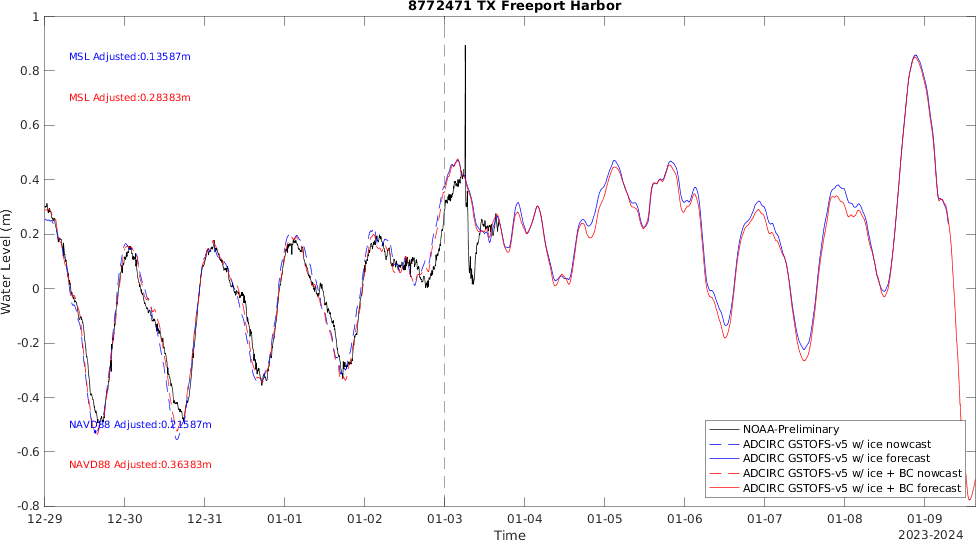 8772471 TX Freeport Harbor
1
0.8
0.6
0.4
0.2
0
-0.2
-0.4
-0.6
-0.8
Water Level (m)
MSL Adjusted:0.13587m
MSL Adjusted:0.28383m
NAVD88 Adjusted:0.21587m
NAVD88 Adjusted:0.36383m
NOAA-Preliminary
ADCIRC GSTOFS-v5 w/ ice nowcast
ADCIRC GSTOFS-v5 w/ ice forecast
ADCIRC GSTOFS-v5 w/ ice + BC nowcast
ADCIRC GSTOFS-v5 w/ ice + BC forecast
12-29 12-30 12-31 01-01 01-02 01-03 01-04 01-05 01-06 01-07 01-08 01-09
Time
2023-2024